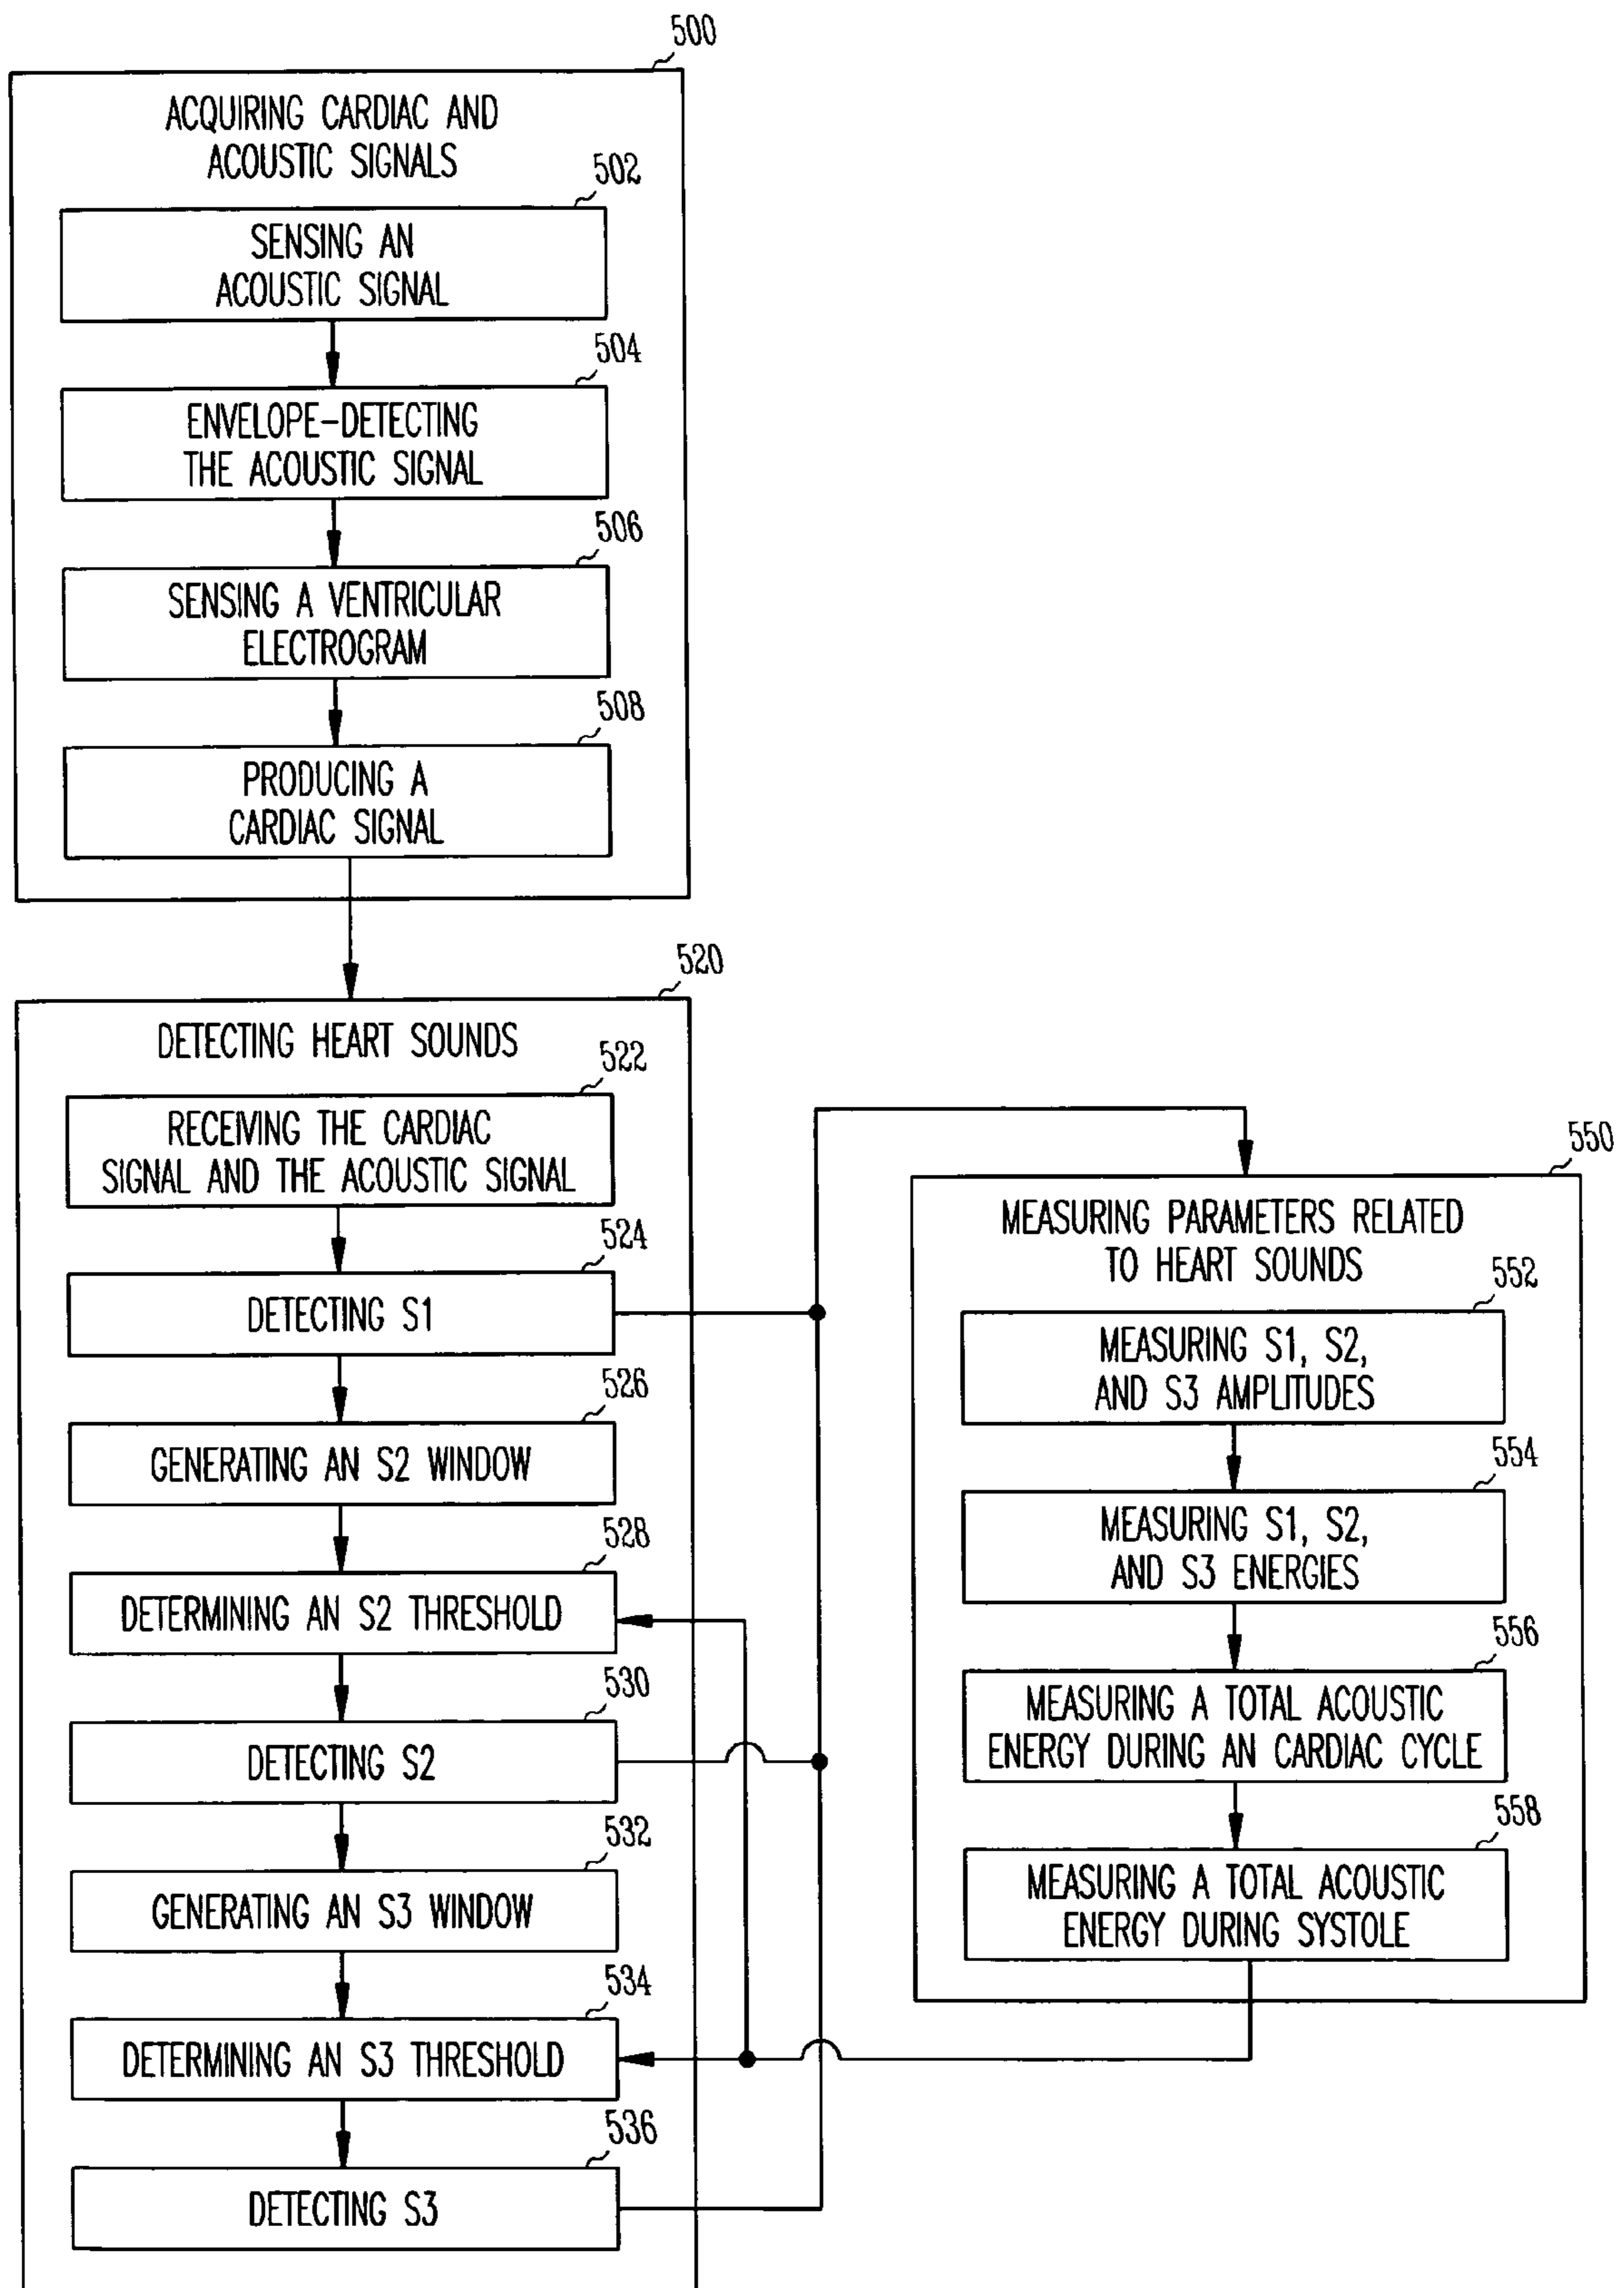 500
ACQUIRING CARDIAC AND
ACOUSTIC SIGNALS
502
SENSING AN
ACOUSTIC SIGNAL
504
ENVELOPE-DETECTING
THE ACOUSTIC SIGNAL
506
SENSING A VENTRICULAR
ELECTROGRAM
508
PRODUCING A
CARDIAC SIGNAL
520
DETECTING HEART SOUNDS
522
RECEIVING THE CARDIAC
SIGNAL AND THE ACOUSTIC SIGNAL
524
DETECTING S1
526
GENERATING AN S2 WINDOW
528
DETERMINING AN S2 THRESHOLD
530
DETECTING S2
532
GENERATING AN S3 WINDOW
534
DETERMINING AN S3 THRESHOLD
536
DETECTING S3
550
MEASURING PARAMETERS RELATED
TO HEART SOUNDS
552
MEASURING S1, S2,
AND S3 AMPLITUDES
554
MEASURING S1, S2,
AND S3 ENERGIES
556
MEASURING A TOTAL ACOUSTIC
ENERGY DURING AN CARDIAC CYCLE
558
MEASURING A TOTAL ACOUSTIC
ENERGY DURING SYSTOLE